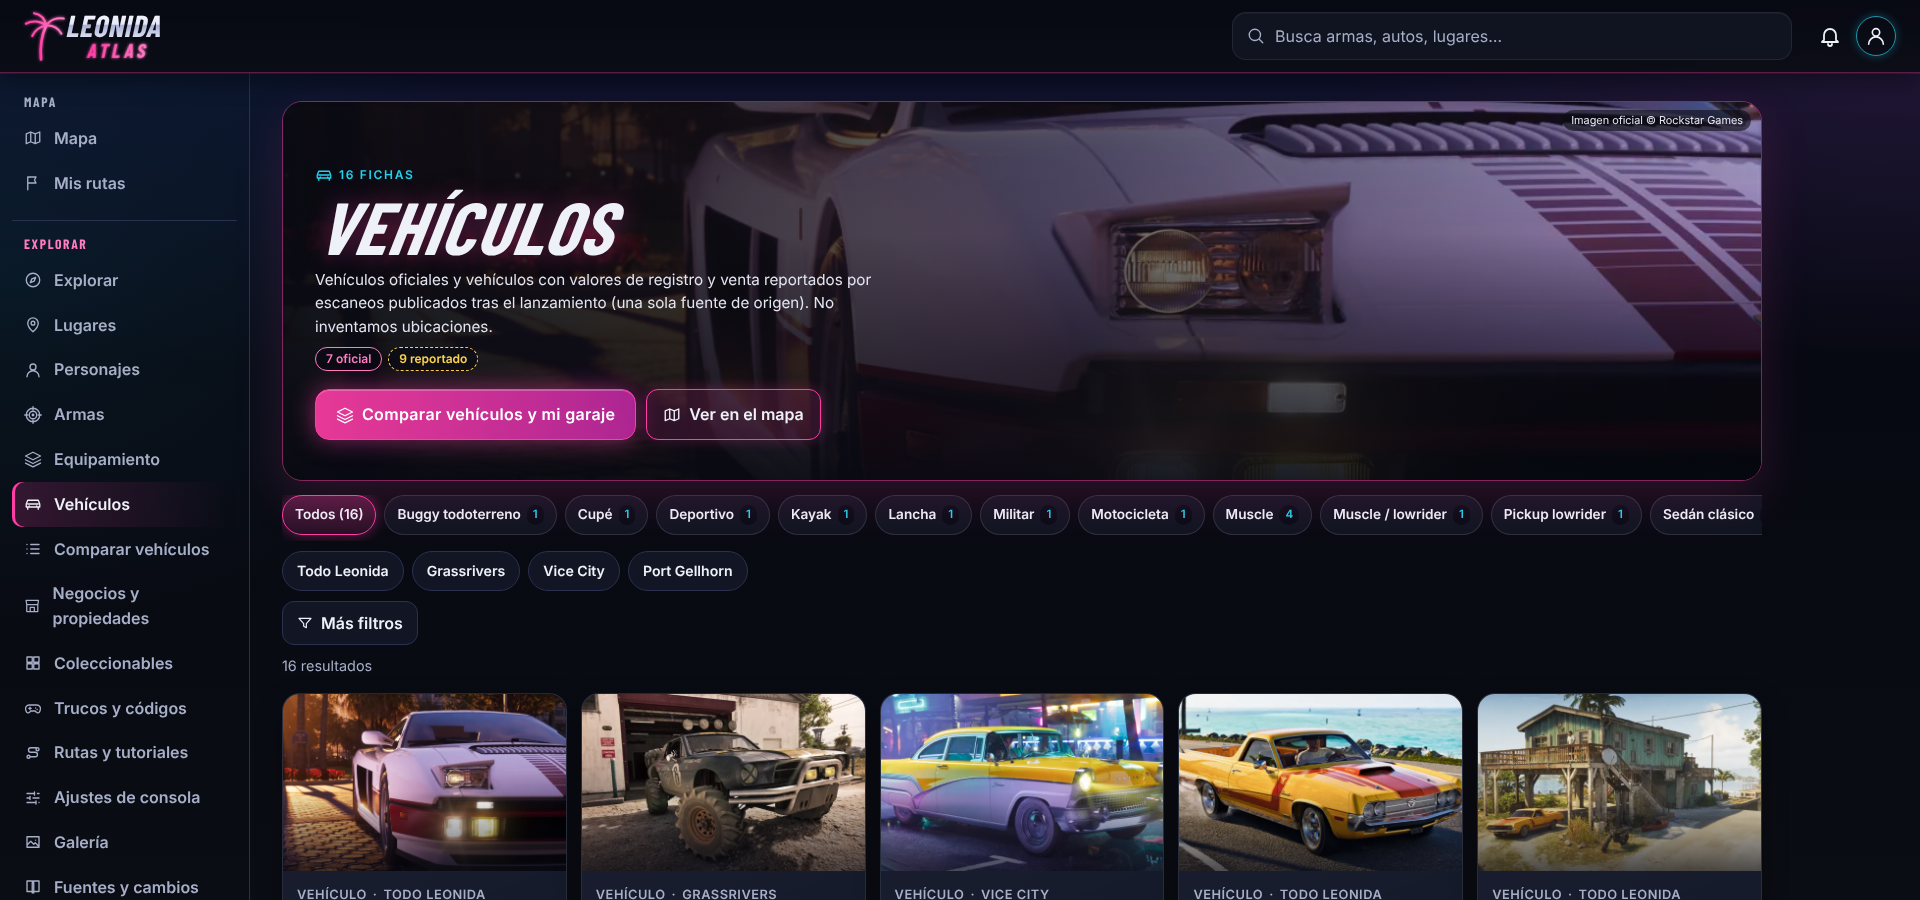 LEONIDA
ATLAS
Busca armas, autos, lugares...
MAPA
Mapa
Mis rutas
EXPLORAR
Explorar
Lugares
Personajes
Armas
Equipamiento
Vehículos
Comparar vehículos
Negocios y
propiedades
Coleccionables
Trucos y códigos
Rutas y tutoriales
Ajustes de consola
Galería
Fuentes y cambios
Imagen oficial © Rockstar Games
16 FICHAS
VEHÍCULOS
Vehículos oficiales y vehículos con valores de registro y venta reportados por
escaneos publicados tras el lanzamiento (una sola fuente de origen). No
inventamos ubicaciones.
7 oficial 9 reportado
Comparar vehículos y mi garaje Ver en el mapa
Todos (16) Buggy todoterreno 1 Cupé 1 Deportivo 1 Kayak 1 Lancha 1 Militar 1 Motocicleta 1 Muscle 4 Muscle / lowrider 1 Pickup lowrider 1 Sedán clásico
Todo Leonida Grassrivers Vice City Port Gellhorn
Más filtros
16 resultados
VEHÍCULO · TODO LEONIDA
VEHÍCULO · GRASSRIVERS
VEHÍCULO · VICE CITY
VEHÍCULO · TODO LEONIDA
VEHÍCULO · TODO LEONIDA